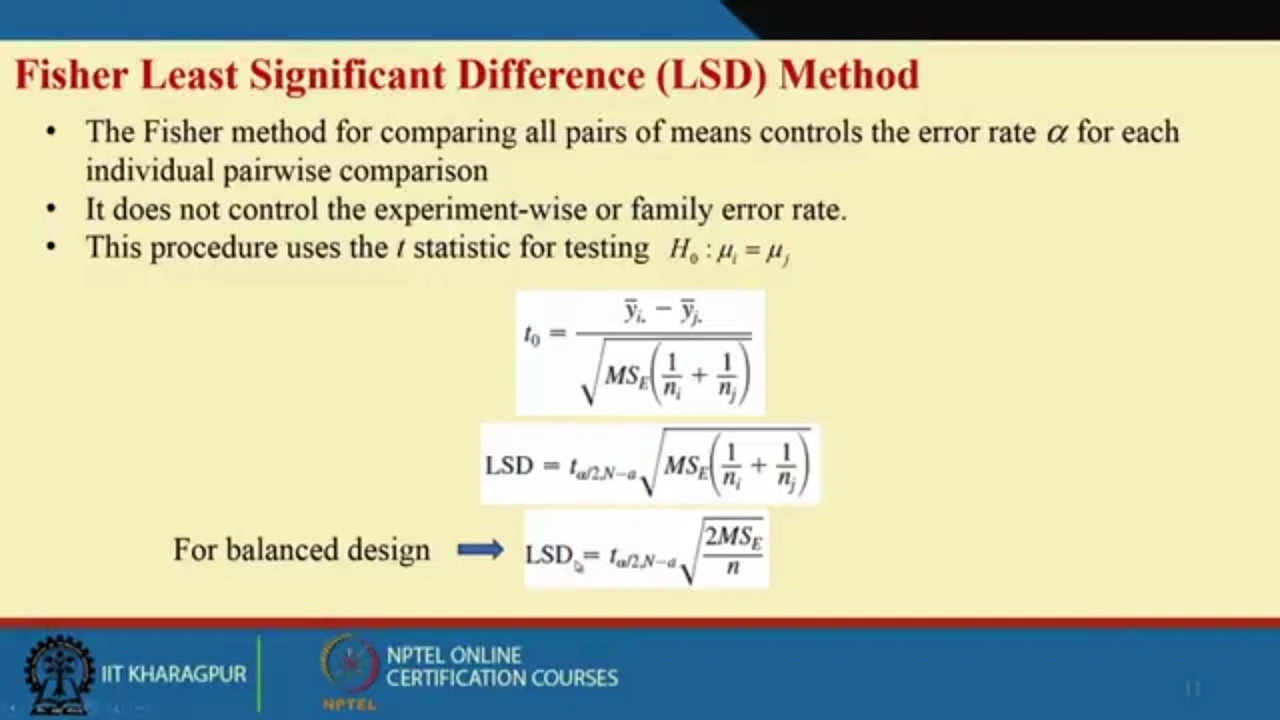 Fisher Least Significant Difference (LSD) Method
• The Fisher method for comparing all pairs of means controls the error rate α for each
individual pairwise comparison
• It does not control the experiment-wise or family error rate.
• This procedure uses the t statistic for testing H₀ : μᵢ = μⱼ
t₀ = (ȳᵢ. − ȳⱼ.) / √(MS_E(1/nᵢ + 1/nⱼ))
LSD = t_{α/2,N−a} √(MS_E(1/nᵢ + 1/nⱼ))
For balanced design LSD = t_{α/2,N−a} √(2MS_E/n)
IIT KHARAGPUR
NPTEL ONLINE
CERTIFICATION COURSES
NPTEL
11